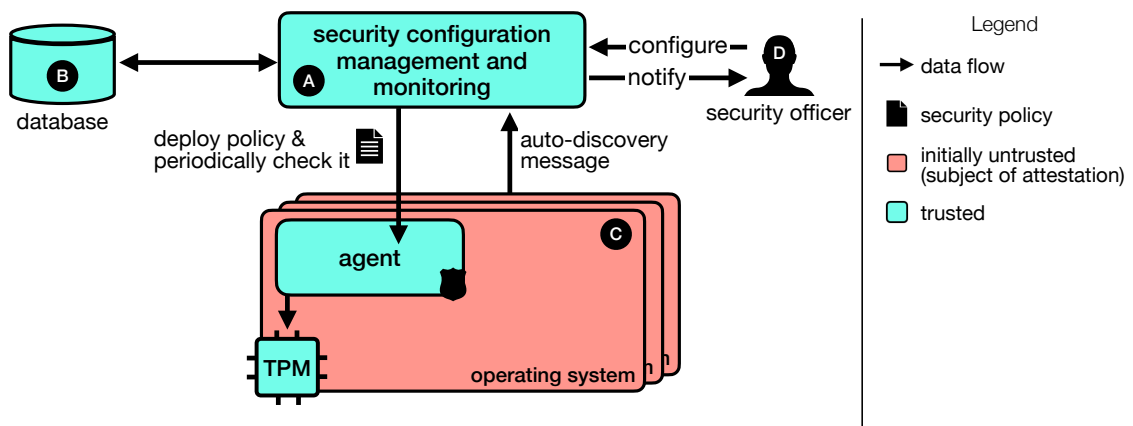 security configuration
management and
monitoring
A
B
database
configure
notify
D
security officer
deploy policy &
periodically check it
auto-discovery
message
C
agent
TPM
operating system
m
m
Legend
data flow
security policy
initially untrusted
(subject of attestation)
trusted